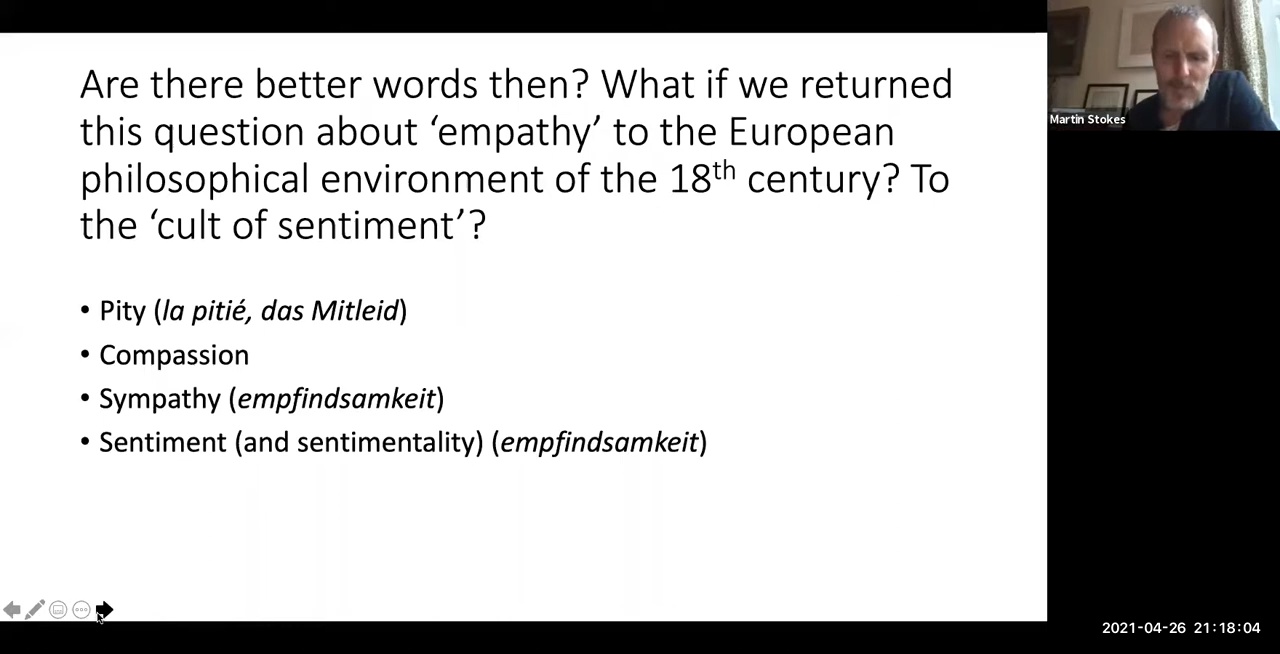 Are there better words then? What if we returned
this question about ‘empathy’ to the European
philosophical environment of the 18th century? To
the ‘cult of sentiment’?
• Pity (la pitié, das Mitleid)
• Compassion
• Sympathy (empfindsamkeit)
• Sentiment (and sentimentality) (empfindsamkeit)
Martin Stokes
2021-04-26 21:18:04